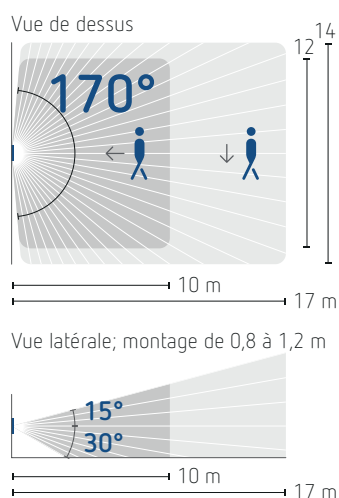 Vue de dessus
14
12
170°
10 m
17 m
Vue latérale; montage de 0,8 à 1,2 m
15°
30°
10 m
17 m